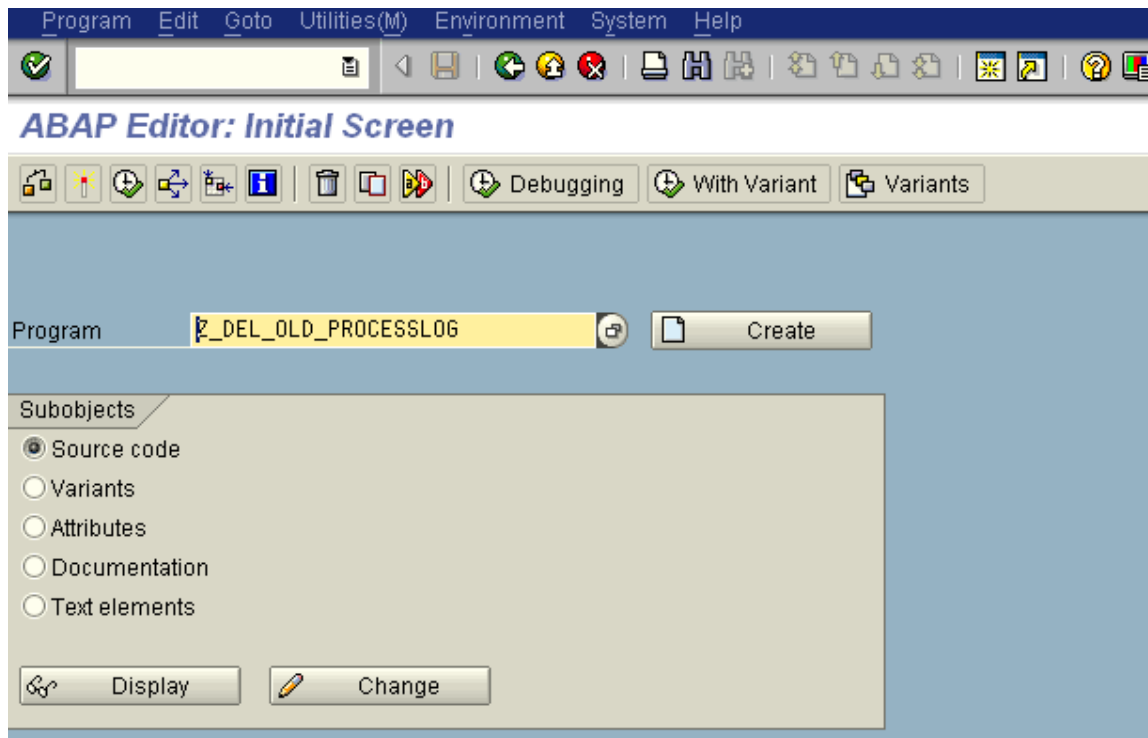 Program Edit Goto Utilities(M) Environment System Help
ABAP Editor: Initial Screen
Debugging With Variant Variants
Program Z_DEL_OLD_PROCESSLOG Create
Subobjects
Source code
Variants
Attributes
Documentation
Text elements
Display Change